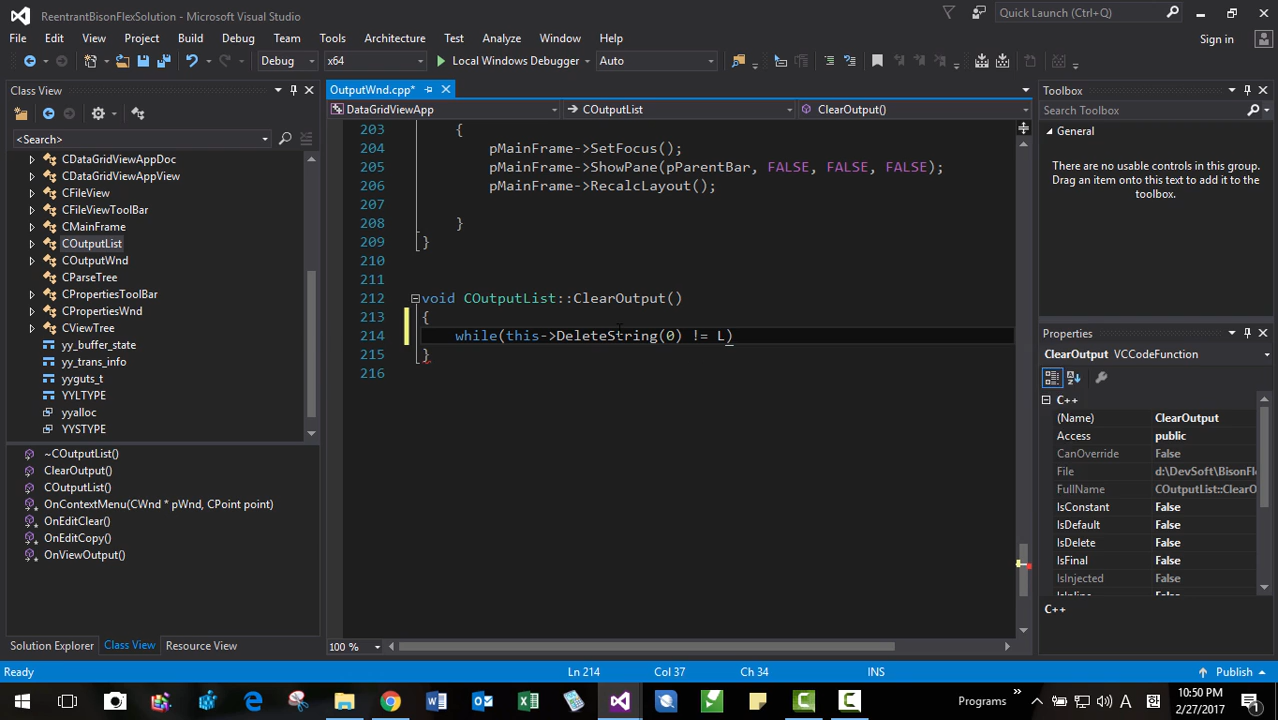 ReentrantBisonFlexSolution - Microsoft Visual Studio
Quick Launch (Ctrl+Q)
File Edit View Project Build Debug Team Tools Architecture Test Analyze Window Help
Sign in
Debug x64 Local Windows Debugger Auto
Class View
<Search>
CDataGridViewAppDoc
CDataGridViewAppView
CFileView
CFileViewToolBar
CMainFrame
COutputList
COutputWnd
CParseTree
CPropertiesToolBar
CPropertiesWnd
CViewTree
yy_buffer_state
yy_trans_info
yyguts_t
YYLTYPE
yyalloc
YYSTYPE
~COutputList()
ClearOutput()
COutputList()
OnContextMenu(CWnd * pWnd, CPoint point)
OnEditClear()
OnEditCopy()
OnViewOutput()
Solution Explorer Class View Resource View
OutputWnd.cpp*
DataGridViewApp COutputList ClearOutput()
203 {
204 pMainFrame->SetFocus();
205 pMainFrame->ShowPane(pParentBar, FALSE, FALSE, FALSE);
206 pMainFrame->RecalcLayout();
207
208 }
209 }
210
211
212 void COutputList::ClearOutput()
213 {
214 while(this->DeleteString(0) != L)
215 }
216
100 %
Toolbox
Search Toolbox
General
There are no usable controls in this group.
Drag an item onto this text to add it to the
toolbox.
Properties
ClearOutput VCCodeFunction
C++
(Name) ClearOutput
Access public
CanOverride False
File d:\DevSoft\BisonFl
FullName COutputList::ClearO
IsConstant False
IsDefault False
IsDelete False
IsFinal False
IsInjected False
IsInline False
C++
Ready Ln 214 Col 37 Ch 34 INS Publish
Programs
A
10:50 PM
2/27/2017